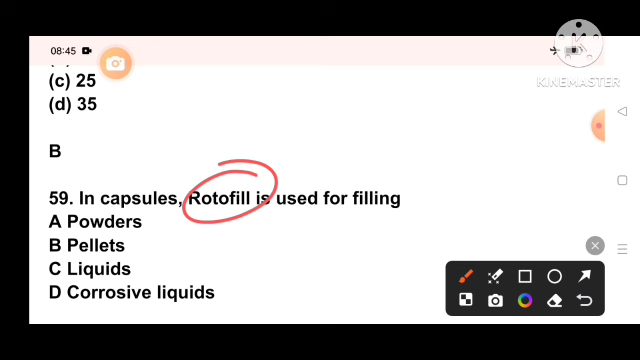 08:45
KINEMASTER
(c) 25
(d) 35
B
59. In capsules, Rotofill is used for filling
A Powders
B Pellets
C Liquids
D Corrosive liquids